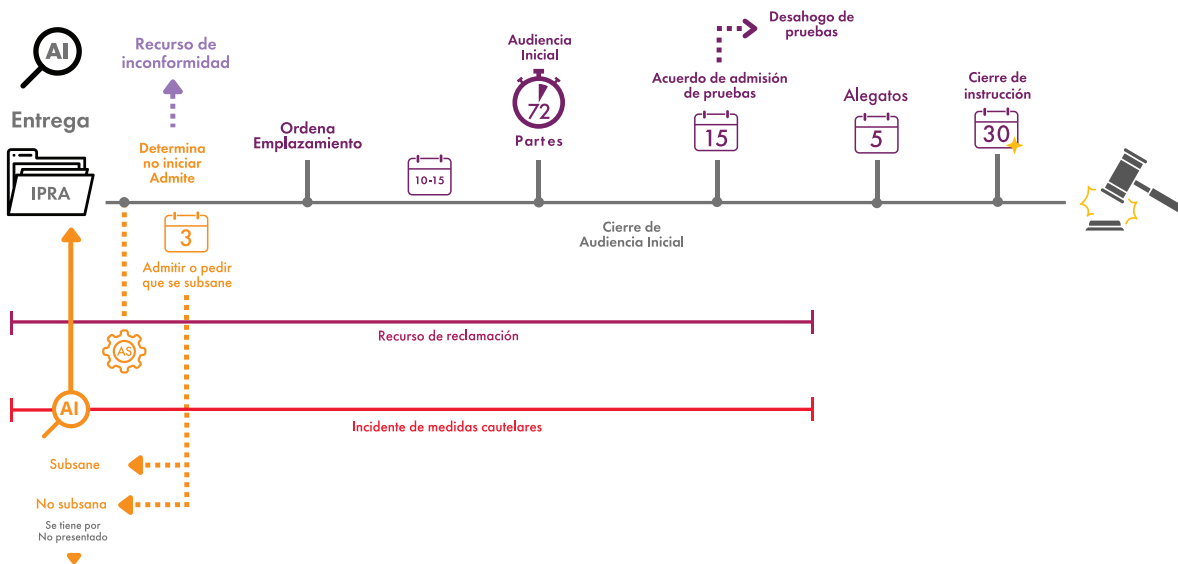 AI
Entrega
IPRA
Recurso de
inconformidad
Determina
no iniciar
Admite
3
Admitir o pedir
que se subsane
Ordena
Emplazamiento
10-15
Audiencia
Inicial
72
Partes
Cierre de
Audiencia Inicial
Desahogo de
pruebas
Acuerdo de admisión
de pruebas
15
Alegatos
5
Cierre de
instrucción
30
Recurso de reclamación
AS
AI
Incidente de medidas cautelares
Subsane
No subsana
Se tiene por
No presentado